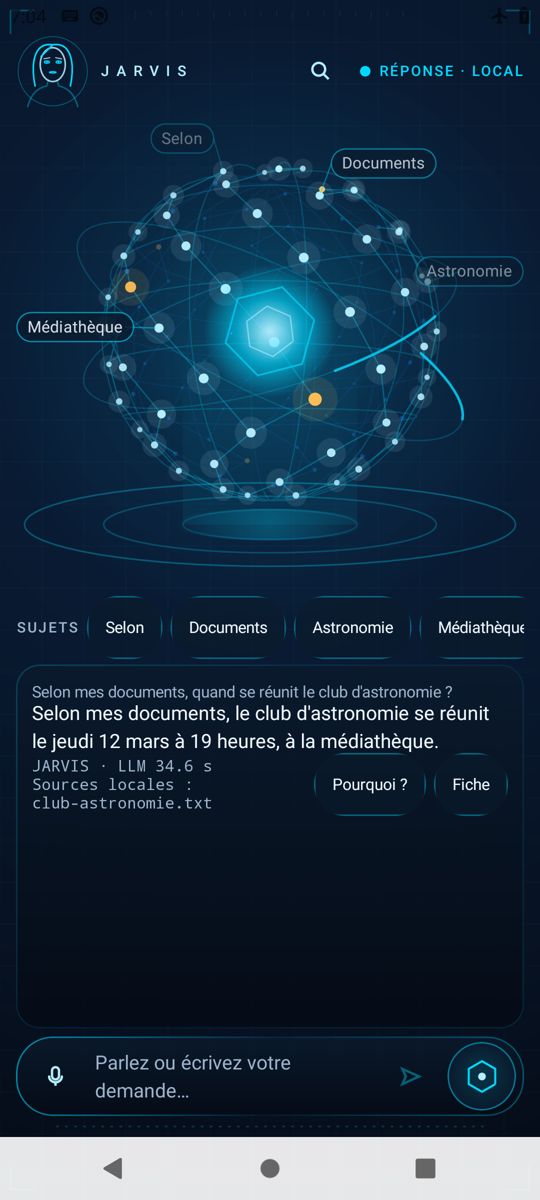 7:04
JARVIS
RÉPONSE · LOCAL
Selon
Documents
Astronomie
Médiathèque
SUJETS
Selon
Documents
Astronomie
Médiathèque
Selon mes documents, quand se réunit le club d'astronomie ?
Selon mes documents, le club d'astronomie se réunit
le jeudi 12 mars à 19 heures, à la médiathèque.
JARVIS · LLM 34.6 s
Sources locales :
club-astronomie.txt
Pourquoi ?
Fiche
Parlez ou écrivez votre
demande…